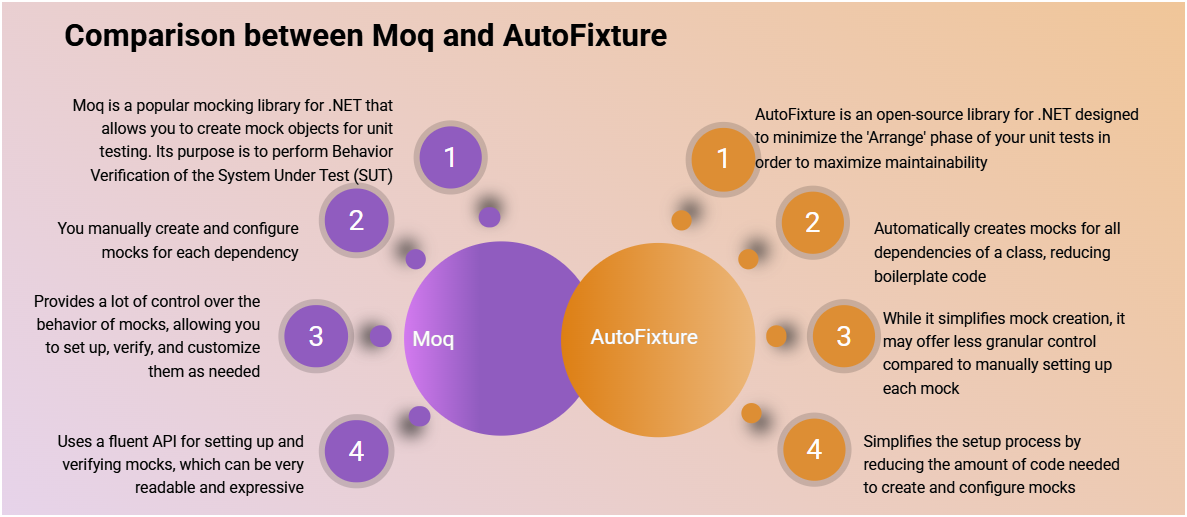 Comparison between Moq and AutoFixture
Moq is a popular mocking library for .NET that
allows you to create mock objects for unit
testing. Its purpose is to perform Behavior
Verification of the System Under Test (SUT)
1
2
You manually create and configure
mocks for each dependency
Provides a lot of control over the
behavior of mocks, allowing you
to set up, verify, and customize
them as needed
3
Uses a fluent API for setting up and
verifying mocks, which can be very
readable and expressive
4
Moq
AutoFixture
1
AutoFixture is an open-source library for .NET designed
to minimize the 'Arrange' phase of your unit tests in
order to maximize maintainability
2
Automatically creates mocks for all
dependencies of a class, reducing
boilerplate code
3
While it simplifies mock creation, it
may offer less granular control
compared to manually setting up
each mock
4
Simplifies the setup process by
reducing the amount of code needed
to create and configure mocks